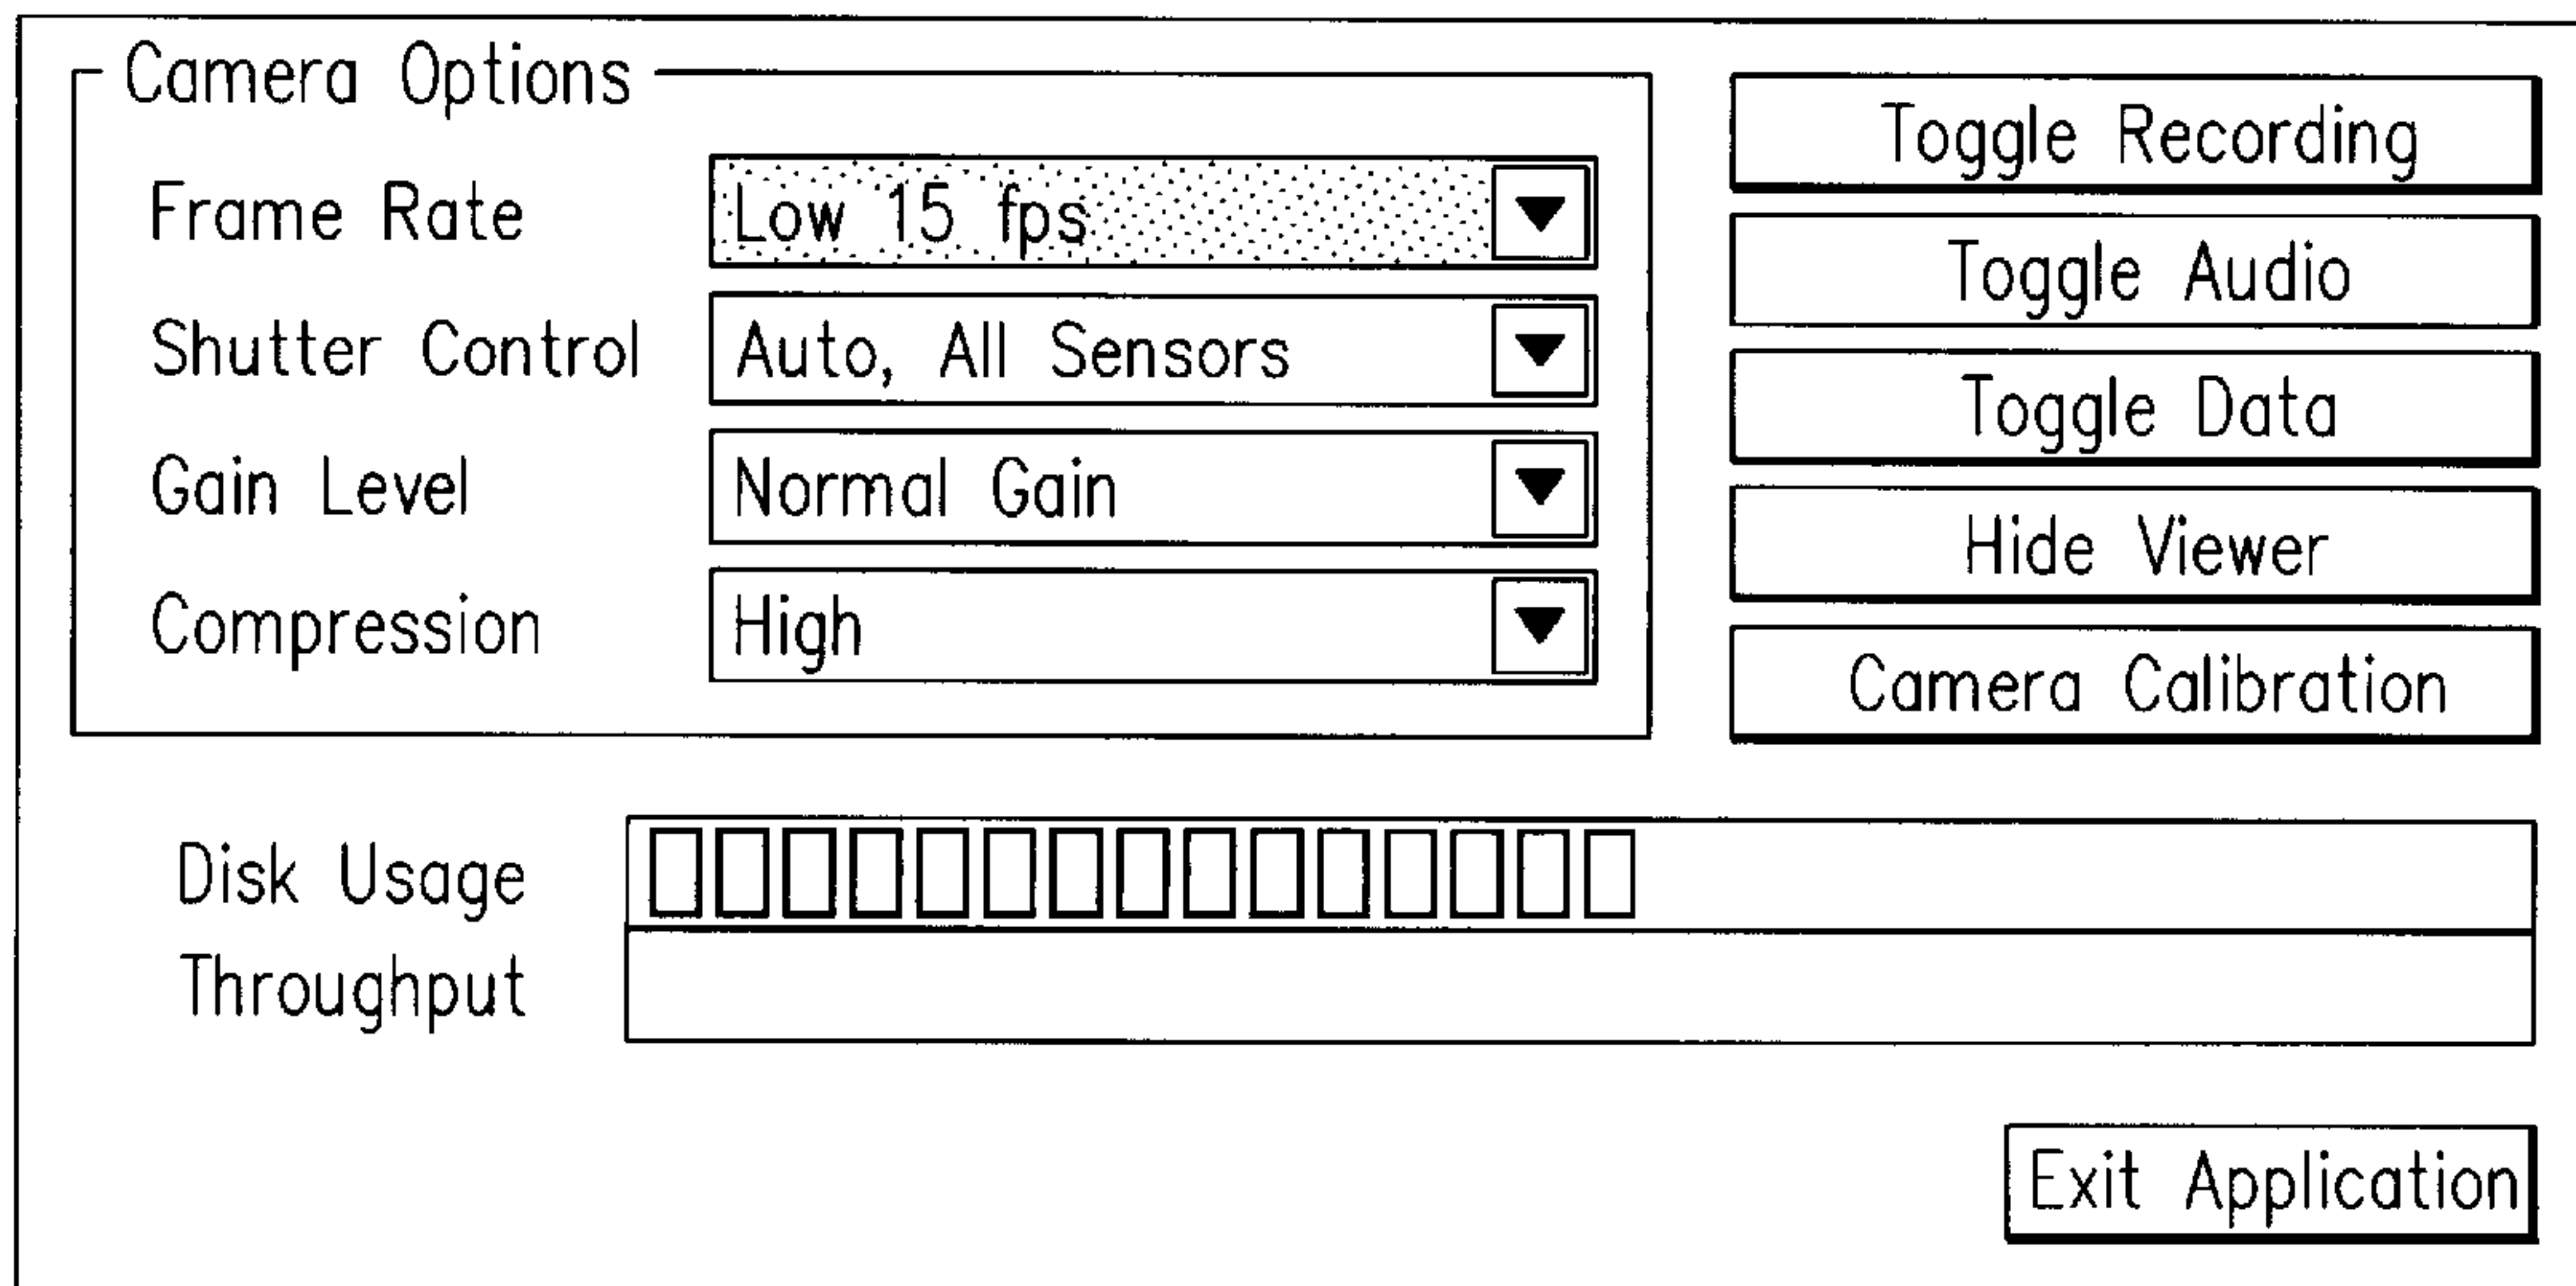 Camera Options
Frame Rate Low 15 fps
Shutter Control Auto, All Sensors
Gain Level Normal Gain
Compression High
Toggle Recording
Toggle Audio
Toggle Data
Hide Viewer
Camera Calibration
Disk Usage
Throughput
Exit Application